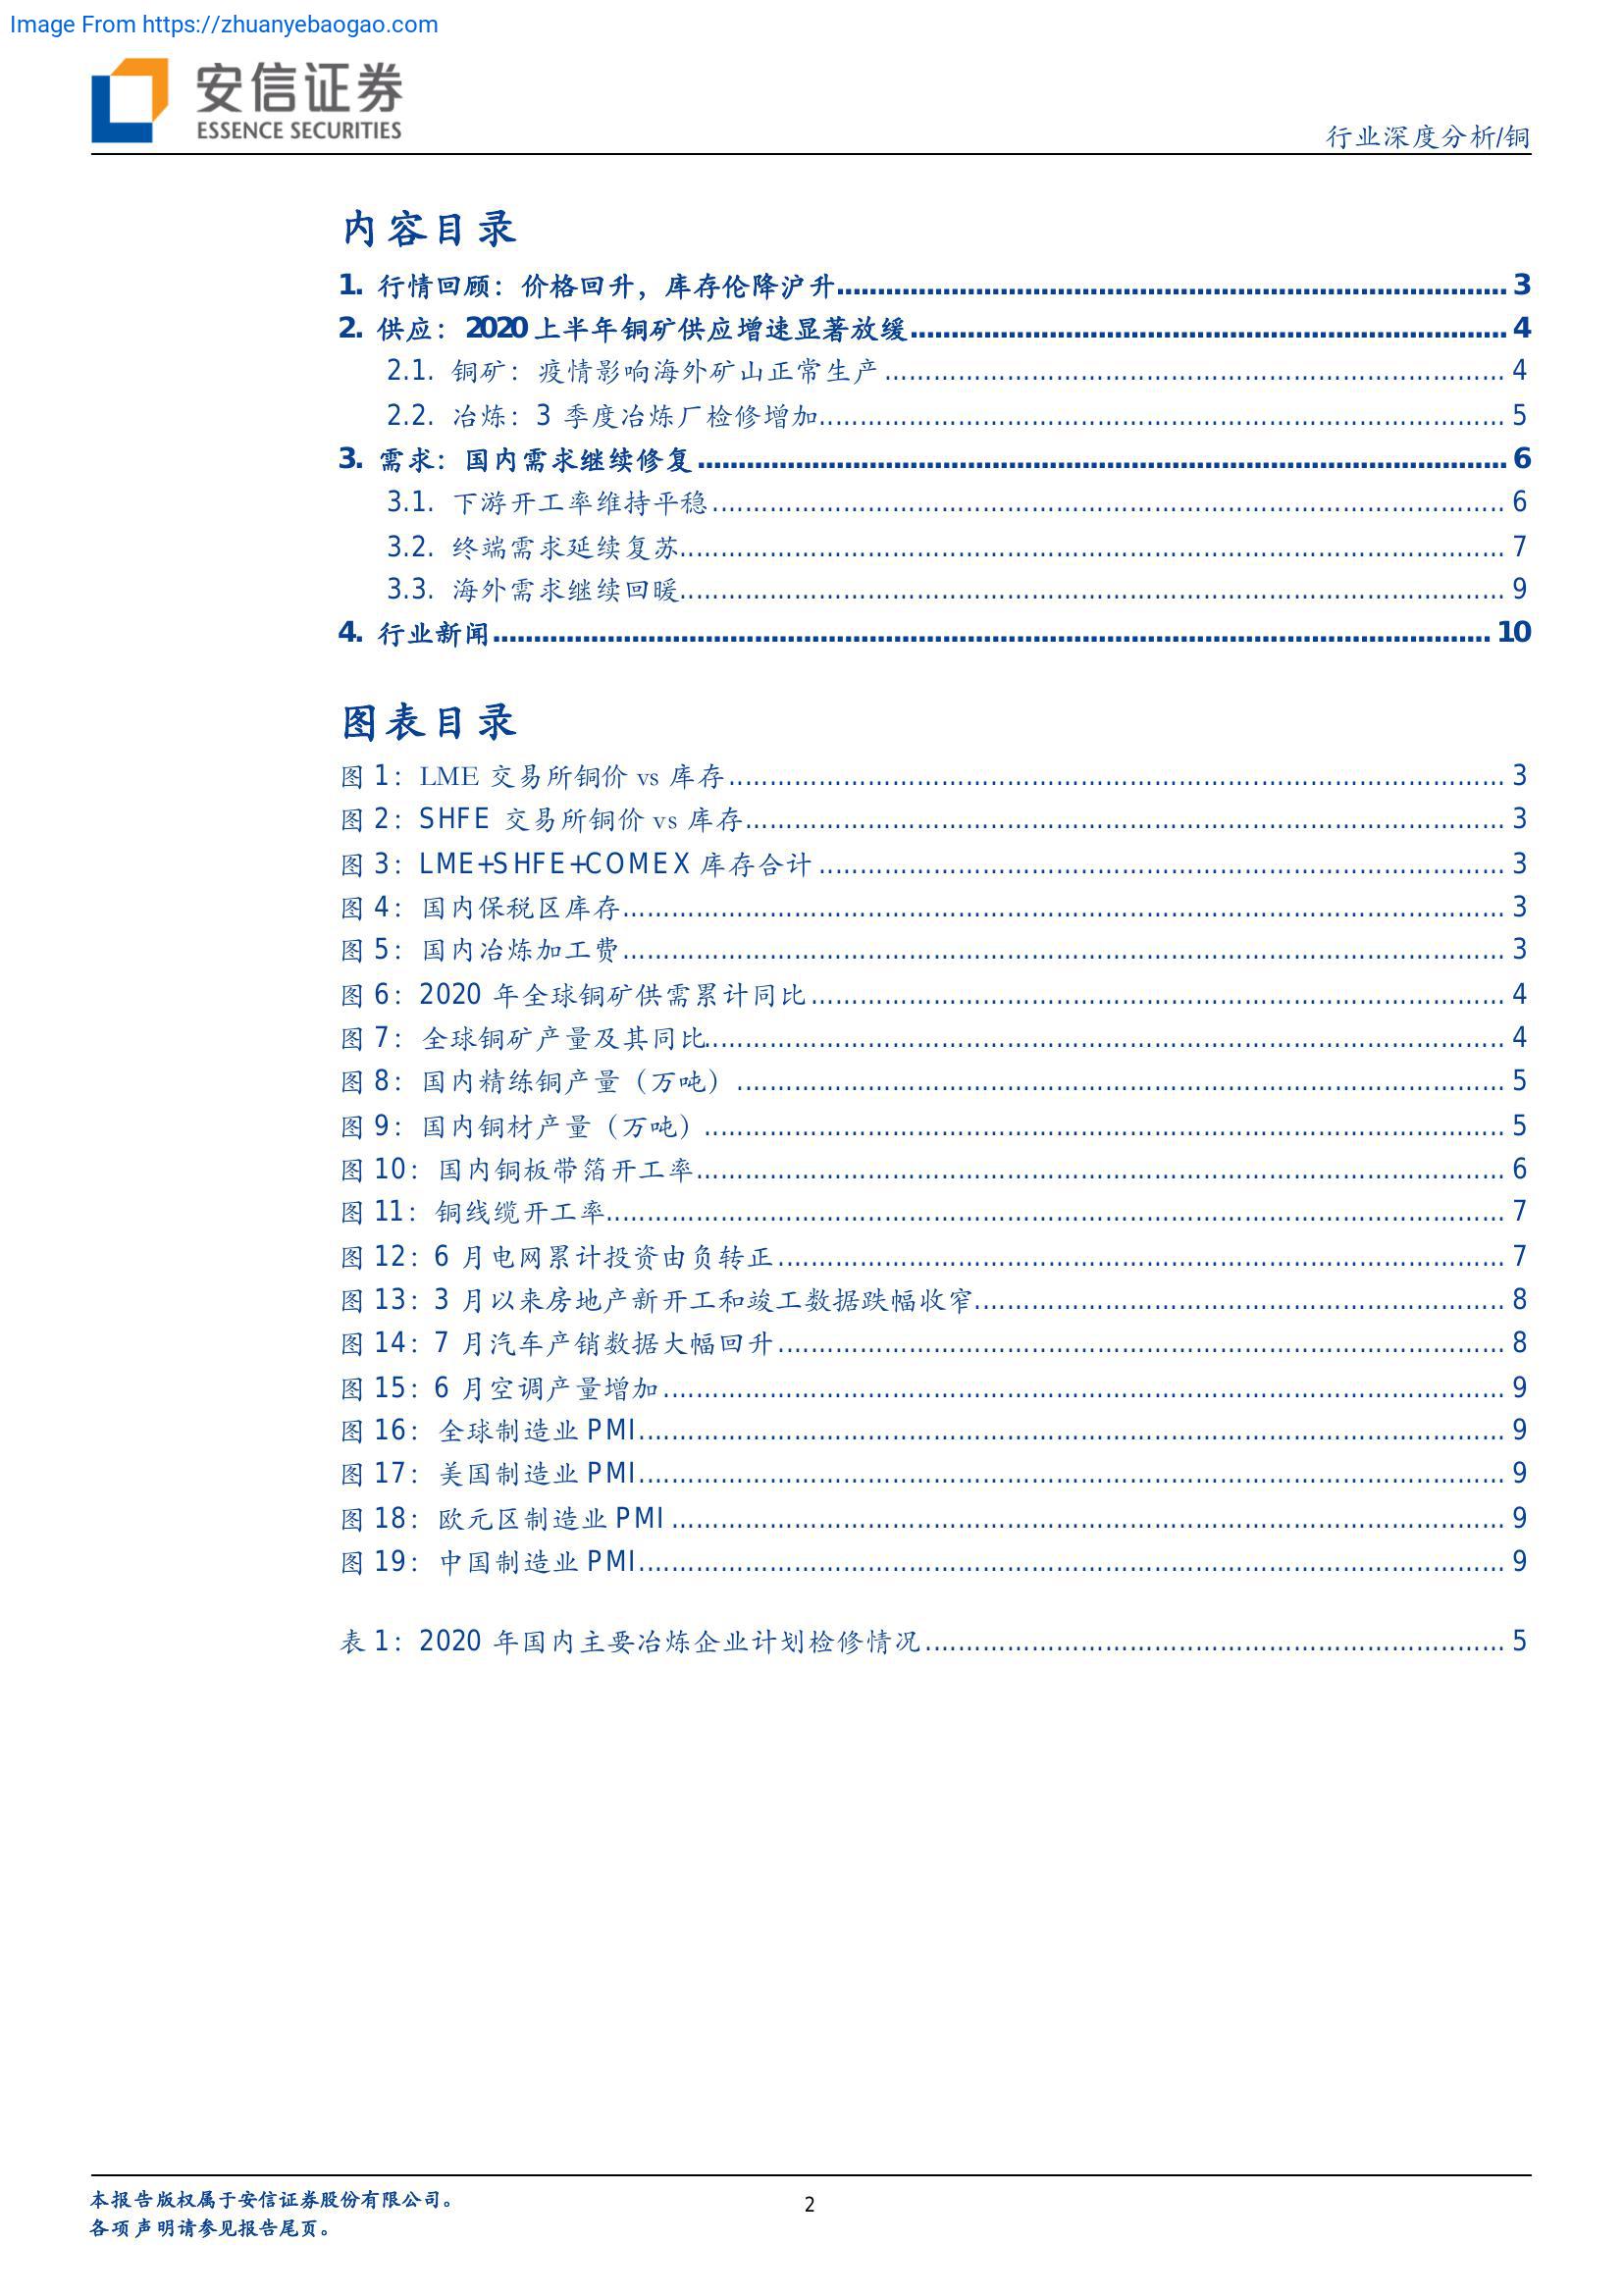 Image From https://zhuanyebaogao.com
安信证券
ESSENCE SECURITIES
行业深度分析/铜
内容目录
1. 行情回顾：价格回升，库存伦降沪升 3
2. 供应：2020上半年铜矿供应增速显著放缓 4
2.1. 铜矿：疫情影响海外矿山正常生产 4
2.2. 冶炼：3 季度冶炼厂检修增加 5
3. 需求：国内需求继续修复 6
3.1. 下游开工率维持平稳 6
3.2. 终端需求延续复苏 7
3.3. 海外需求继续回暖 9
4. 行业新闻 10
图表目录
图 1：LME 交易所铜价 vs 库存 3
图 2：SHFE 交易所铜价 vs 库存 3
图 3：LME+SHFE+COMEX 库存合计 3
图 4：国内保税区库存 3
图 5：国内冶炼加工费 3
图 6：2020 年全球铜矿供需累计同比 4
图 7：全球铜矿产量及其同比 4
图 8：国内精练铜产量（万吨） 5
图 9：国内铜材产量（万吨） 5
图 10：国内铜板带箔开工率 6
图 11：铜线缆开工率 7
图 12：6 月电网累计投资由负转正 7
图 13：3 月以来房地产新开工和竣工数据跌幅收窄 8
图 14：7 月汽车产销数据大幅回升 8
图 15：6 月空调产量增加 9
图 16：全球制造业 PMI 9
图 17：美国制造业 PMI 9
图 18：欧元区制造业 PMI 9
图 19：中国制造业 PMI 9
表 1：2020 年国内主要冶炼企业计划检修情况 5
本报告版权属于安信证券股份有限公司。
2
各项声明请参见报告尾页。